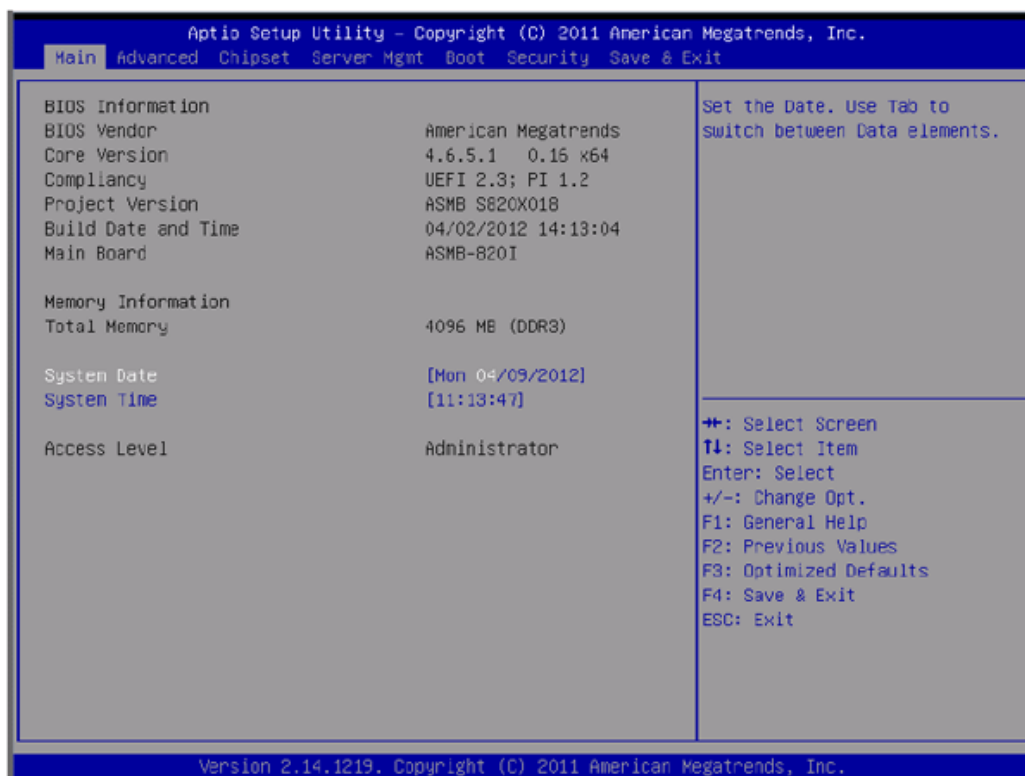 Aptio Setup Utility – Copyright (C) 2011 American Megatrends, Inc.
Main Advanced Chipset Server Mgmt Boot Security Save & Exit
BIOS Information
BIOS Vendor American Megatrends
Core Version 4.6.5.1 0.16 x64
Compliancy UEFI 2.3; PI 1.2
Project Version ASMB S820X018
Build Date and Time 04/02/2012 14:13:04
Main Board ASMB-820I
Memory Information
Total Memory 4096 MB (DDR3)
System Date [Mon 04/09/2012]
System Time [11:13:47]
Access Level Administrator
Set the Date. Use Tab to
switch between Data elements.
→←: Select Screen
↑↓: Select Item
Enter: Select
+/-: Change Opt.
F1: General Help
F2: Previous Values
F3: Optimized Defaults
F4: Save & Exit
ESC: Exit
Version 2.14.1219. Copyright (C) 2011 American Megatrends, Inc.